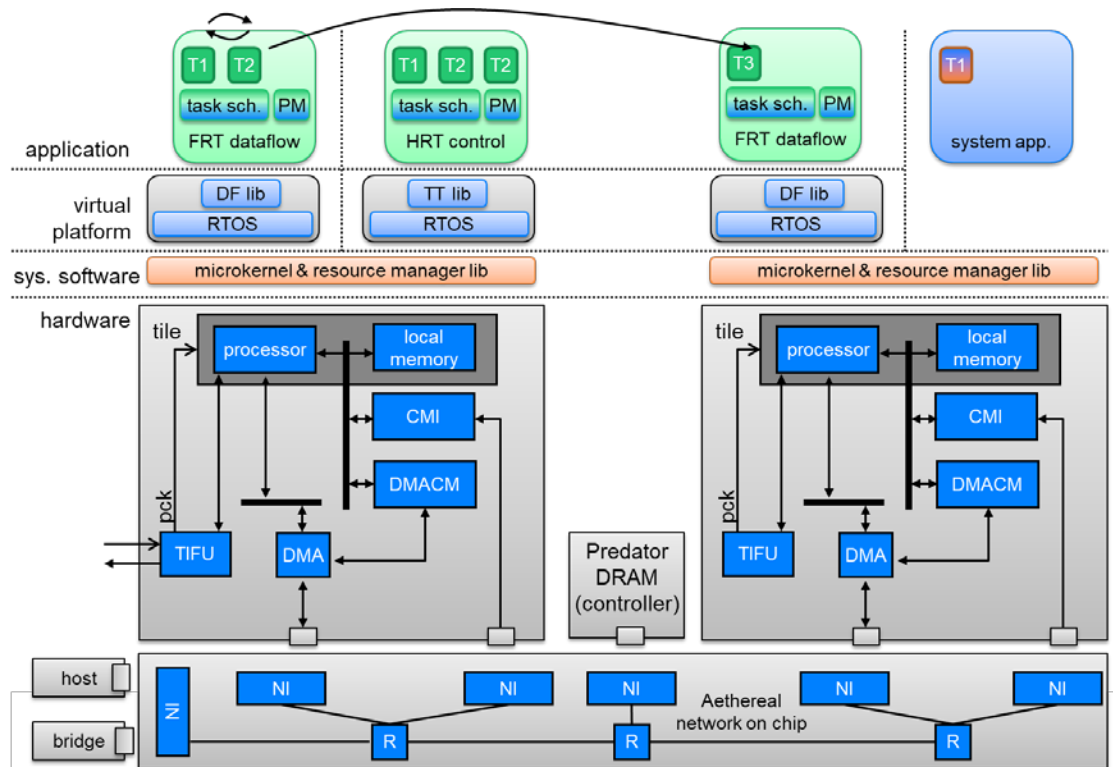 T1 T2
task sch. PM
FRT dataflow
T1 T2 T2
task sch. PM
HRT control
T3
task sch. PM
FRT dataflow
T1
system app.
application
virtual
platform
DF lib
RTOS
TT lib
RTOS
DF lib
RTOS
sys. software
microkernel & resource manager lib
microkernel & resource manager lib
hardware
tile
processor
local
memory
CMI
DMACM
pck
TIFU
DMA
Predator
DRAM
(controller)
tile
processor
local
memory
CMI
DMACM
pck
TIFU
DMA
host
bridge
NI
NI
NI
NI
NI
NI
Aethereal
network on chip
R
R
R